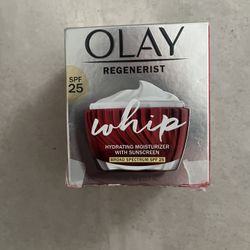 OLAY
REGENERIST
SPF
25
whip
HYDRATING MOISTURIZER
WITH SUNSCREEN
BROAD SPECTRUM SPF 25